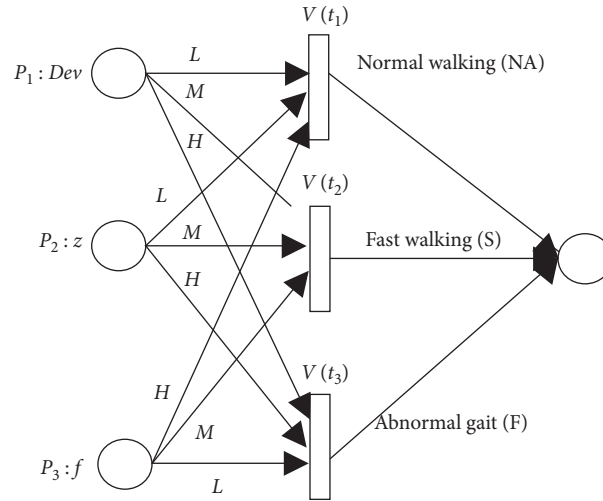 V (t₁)
L
Normal walking (NA)
P₁ : Dev
M
H
V (t₂)
L
P₂ : z
M
Fast walking (S)
H
V (t₃)
H
Abnormal gait (F)
M
P₃ : f
L